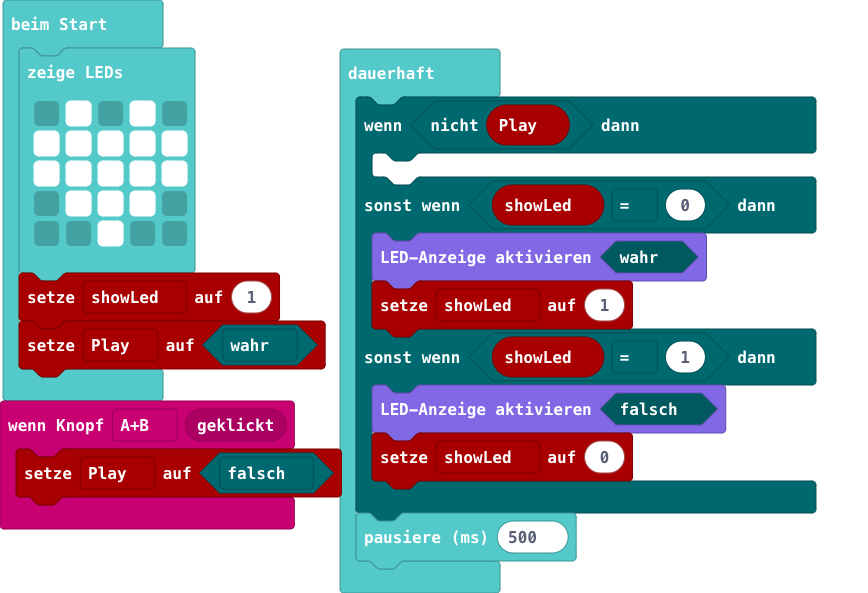 beim Start
zeige LEDs
setze showLed auf 1
setze Play auf wahr
wenn Knopf A+B geklickt
setze Play auf falsch
dauerhaft
wenn nicht Play dann
sonst wenn showLed = 0 dann
LED-Anzeige aktivieren wahr
setze showLed auf 1
sonst wenn showLed = 1 dann
LED-Anzeige aktivieren falsch
setze showLed auf 0
pausiere (ms) 500